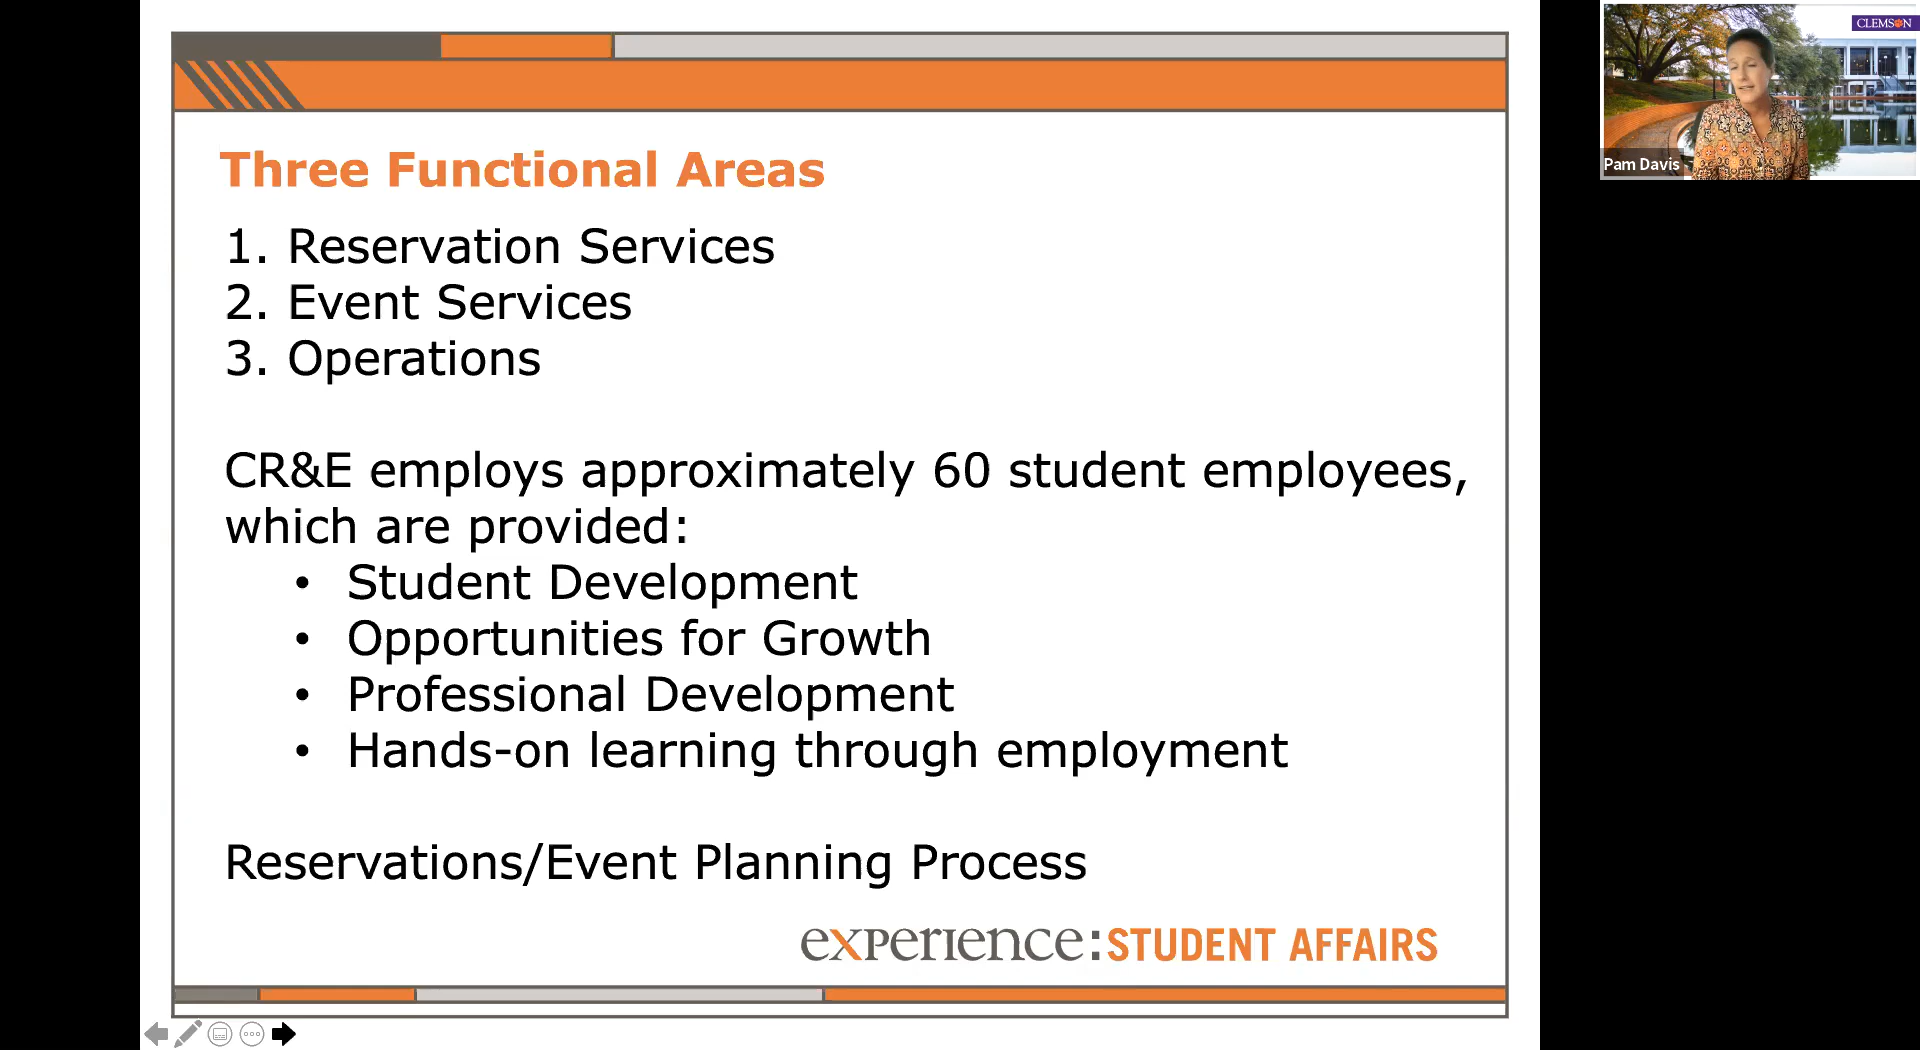 CLEMSON
Pam Davis
Three Functional Areas
1. Reservation Services
2. Event Services
3. Operations
CR&E employs approximately 60 student employees,
which are provided:
• Student Development
• Opportunities for Growth
• Professional Development
• Hands-on learning through employment
Reservations/Event Planning Process
experience:STUDENT AFFAIRS